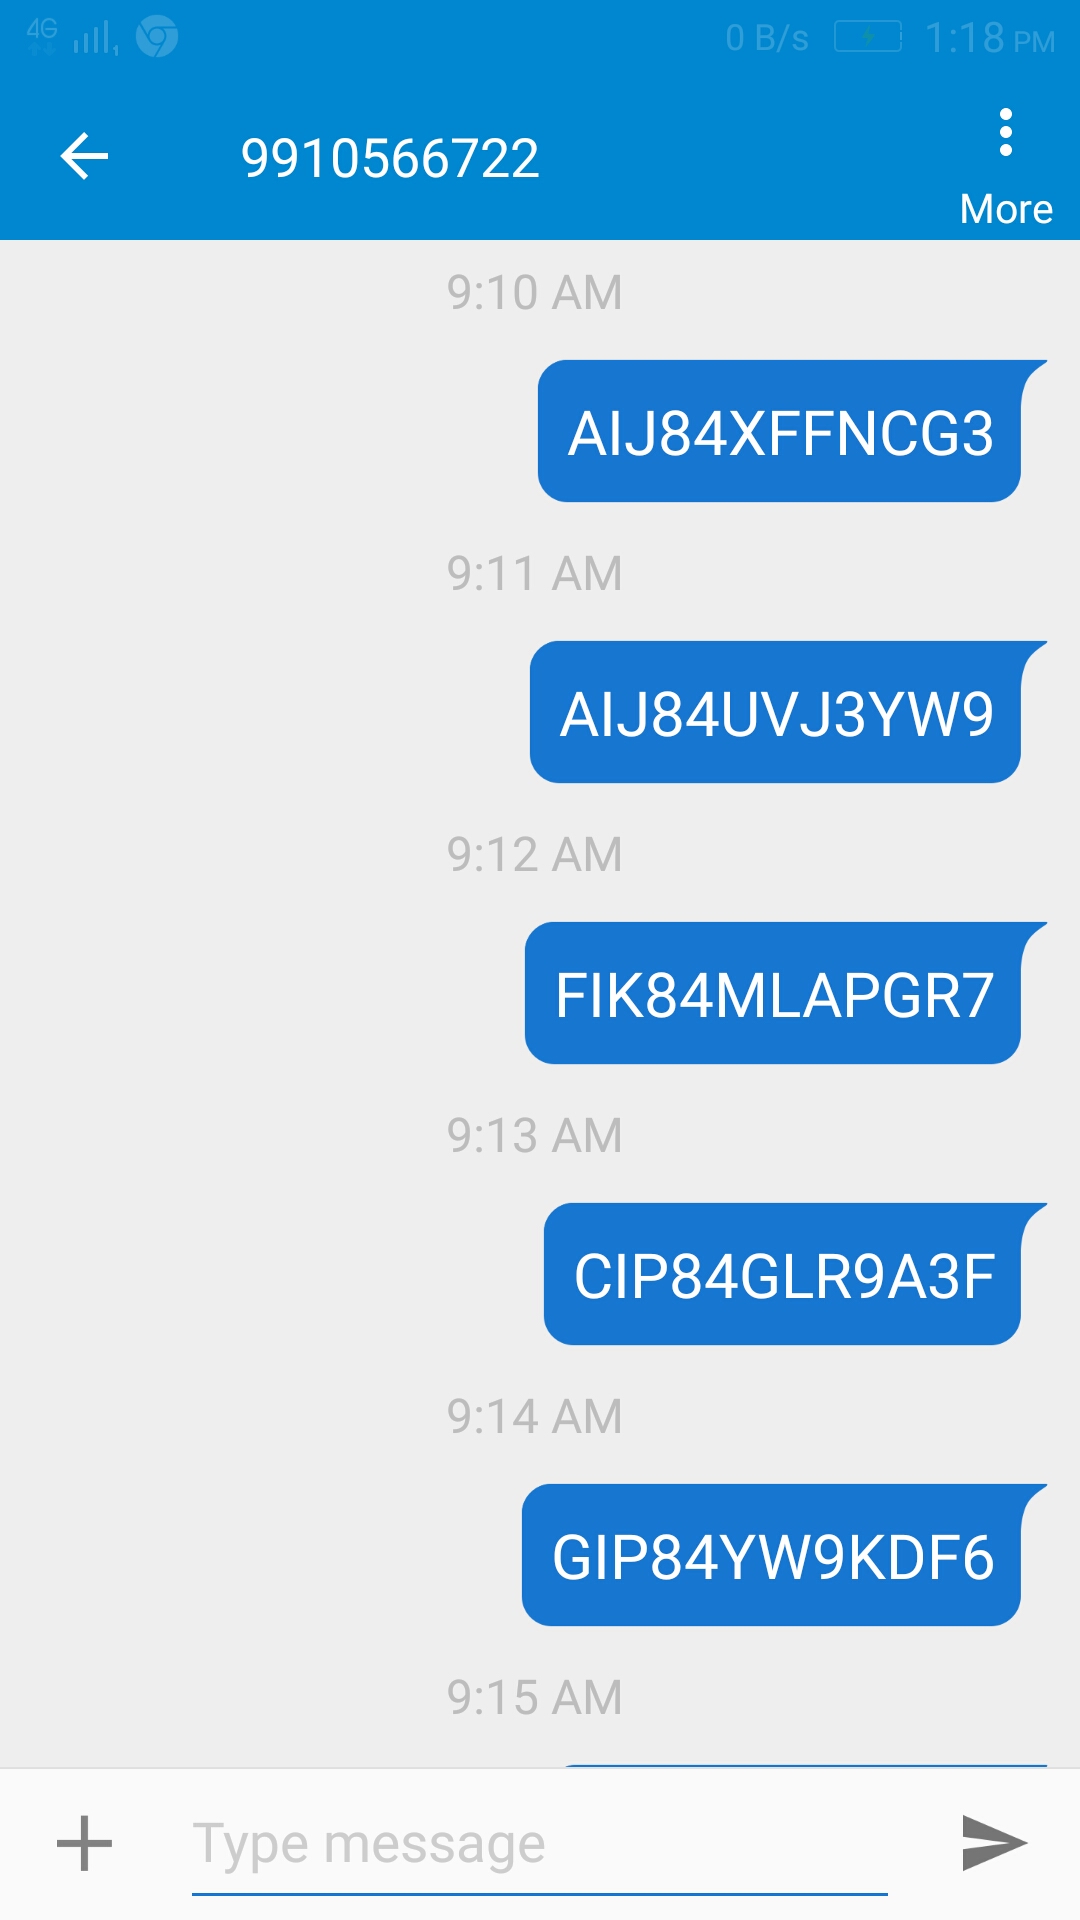 4G 1 0 B/s 1:18 PM
9910566722
More
9:10 AM
AIJ84XFFNCG3
9:11 AM
AIJ84UVJ3YW9
9:12 AM
FIK84MLAPGR7
9:13 AM
CIP84GLR9A3F
9:14 AM
GIP84YW9KDF6
9:15 AM
Type message